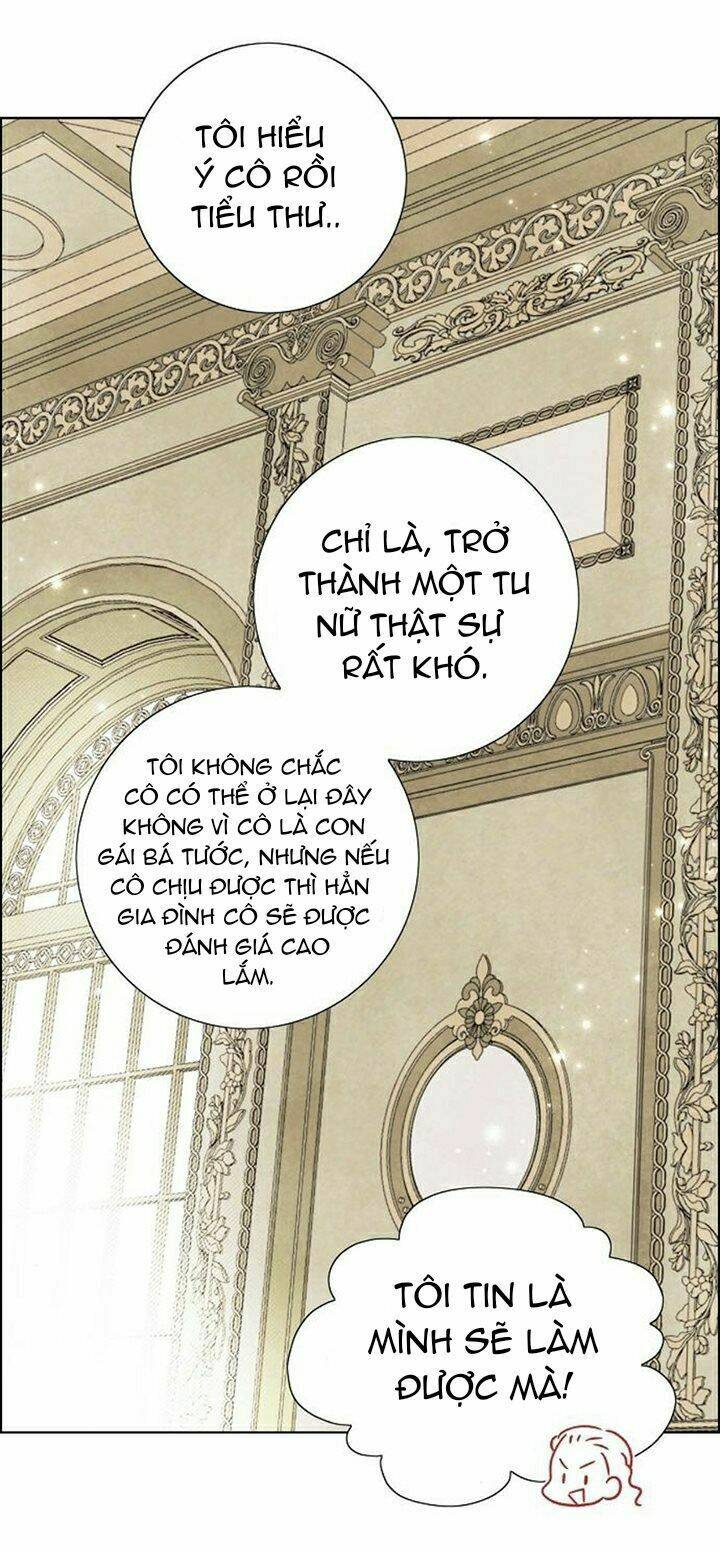 TÔI HIỂU
Ý CÔ RỒI
TIỂU THƯ..
CHỈ LÀ, TRỞ
THÀNH MỘT TU
NỮ THẬT SỰ
RẤT KHÓ.
TÔI KHÔNG CHẮC
CÔ CÓ THỂ Ở LẠI ĐÂY
KHÔNG VÌ CÔ LÀ CON
GÁI BÁ TƯỚC, NHƯNG NẾU
CÔ CHỊU ĐƯỢC THÌ HẲN
GIA ĐÌNH CÔ SẼ ĐƯỢC
ĐÁNH GIÁ CAO
LẮM.
TÔI TIN LÀ
MÌNH SẼ LÀM
ĐƯỢC MÀ!